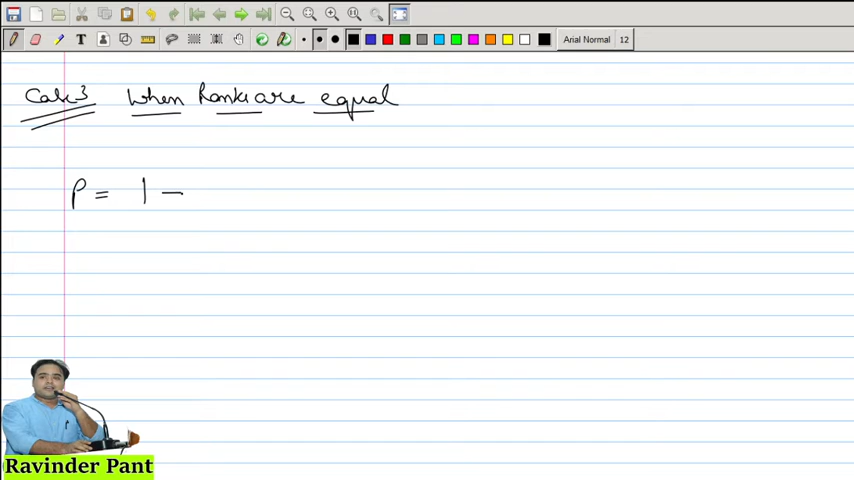 Arial Normal 12
Case 3 When Ranks are equal
P = 1 -
Ravinder Pant